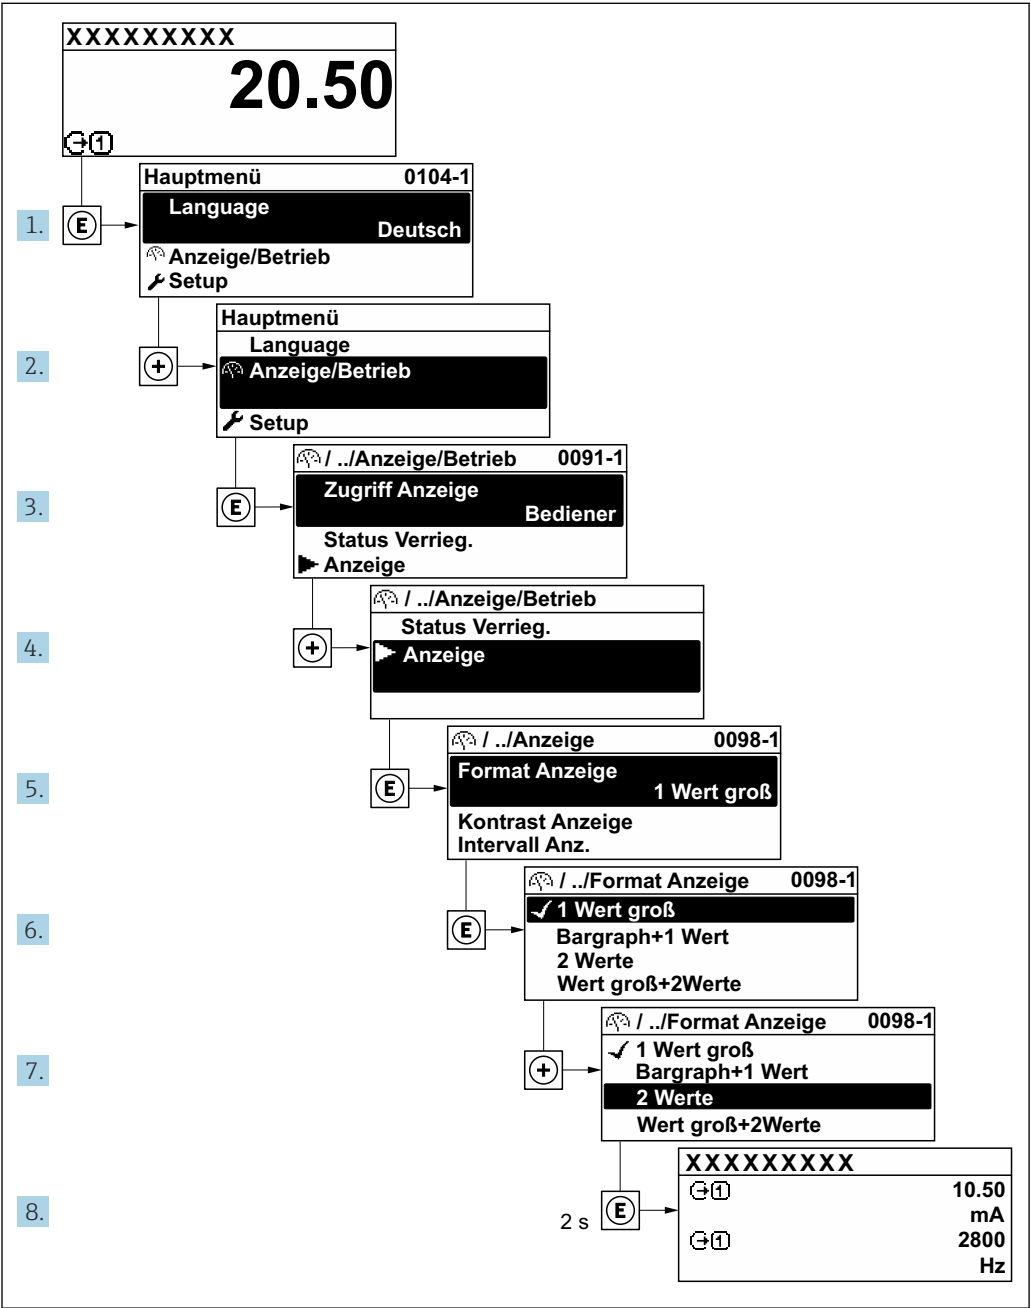 XXXXXXXXX
20.50
1
Hauptmenü 0104-1
Language
Deutsch
Anzeige/Betrieb
Setup
1. E
Hauptmenü
Language
Anzeige/Betrieb
Setup
2. +
/ ../Anzeige/Betrieb 0091-1
Zugriff Anzeige
Bediener
Status Verrieg.
Anzeige
3. E
/ ../Anzeige/Betrieb
Status Verrieg.
Anzeige
4. +
/ ../Anzeige 0098-1
Format Anzeige
1 Wert groß
Kontrast Anzeige
Intervall Anz.
5. E
/ ../Format Anzeige 0098-1
1 Wert groß
Bargraph+1 Wert
2 Werte
Wert groß+2Werte
6. E
/ ../Format Anzeige 0098-1
1 Wert groß
Bargraph+1 Wert
2 Werte
Wert groß+2Werte
7. +
XXXXXXXXX
1 10.50
mA
1 2800
Hz
8. 2 s E